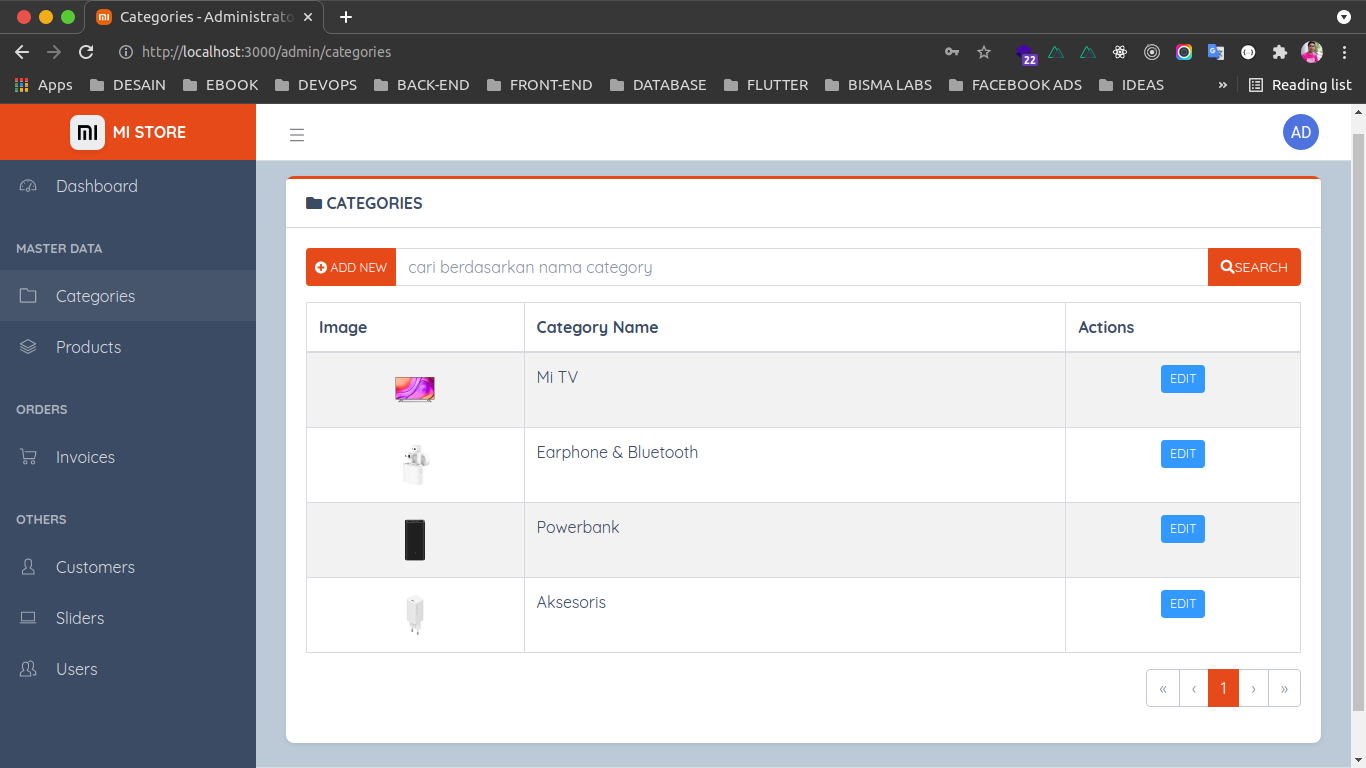 Categories - Administrato
22
http://localhost:3000/admin/categories
Apps DESAIN EBOOK DEVOPS BACK-END FRONT-END DATABASE FLUTTER BISMA LABS FACEBOOK ADS IDEAS » Reading list
MI STORE
AD
Dashboard
MASTER DATA
Categories
Products
ORDERS
Invoices
OTHERS
Customers
Sliders
Users
CATEGORIES
ADD NEW cari berdasarkan nama category SEARCH
Image Category Name Actions
Mi TV EDIT
Earphone & Bluetooth EDIT
Powerbank EDIT
Aksesoris EDIT
« ‹ 1 › »